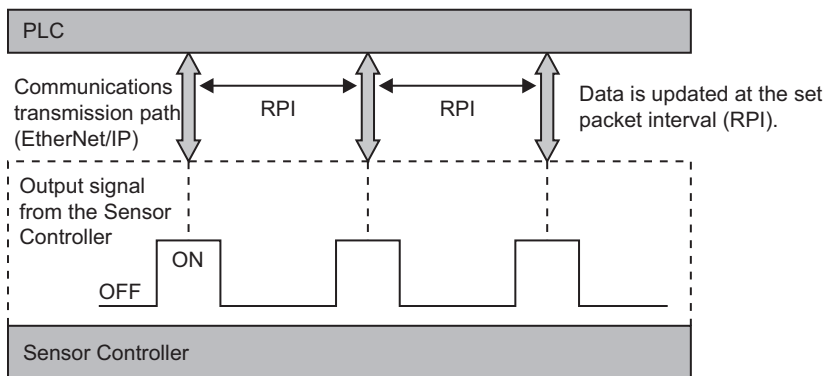 PLC
Communications
transmission path
(EtherNet/IP)
RPI
RPI
Data is updated at the set
packet interval (RPI).
Output signal
from the Sensor
Controller
ON
OFF
Sensor Controller